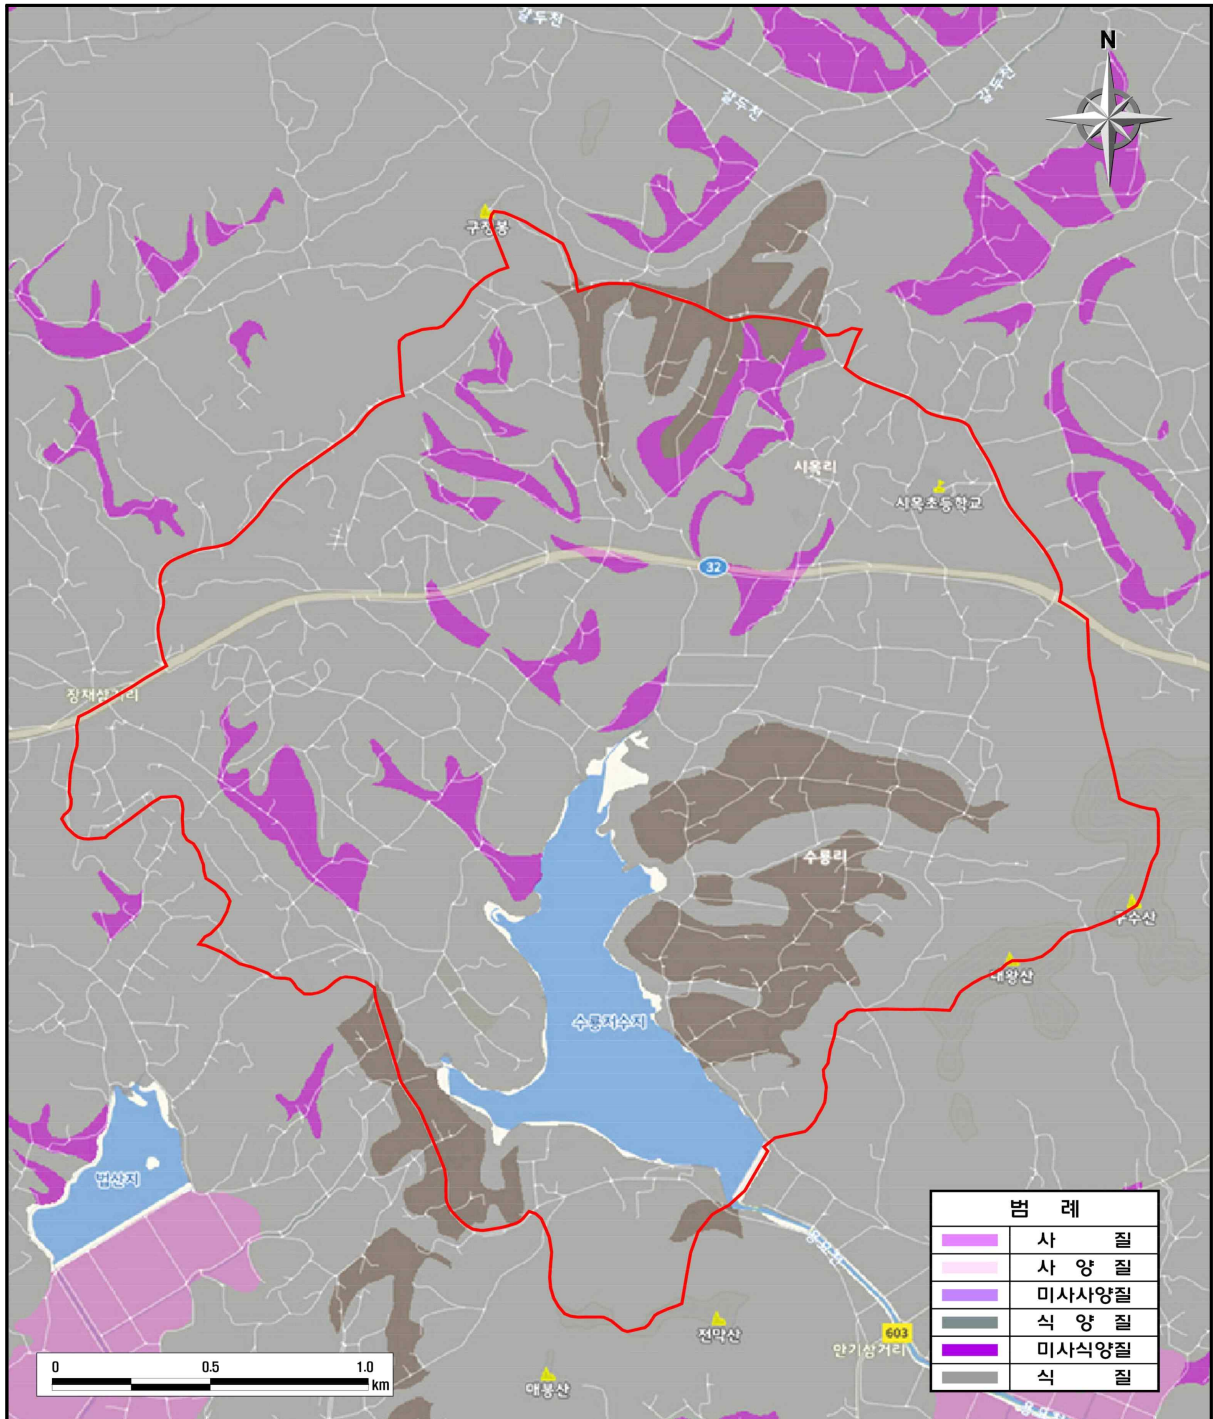 갈두천
N
갈두천
갈두천
구정봉
시목리
시목초등학교
32
장재삼거리
수룡리
구수산
대왕산
수룡저수지
법산지
603
전막산
안기삼거리
매봉산
범 례
사 질
사 양 질
미사사양질
식 양 질
미사식양질
식 질
0 0.5 1.0
km